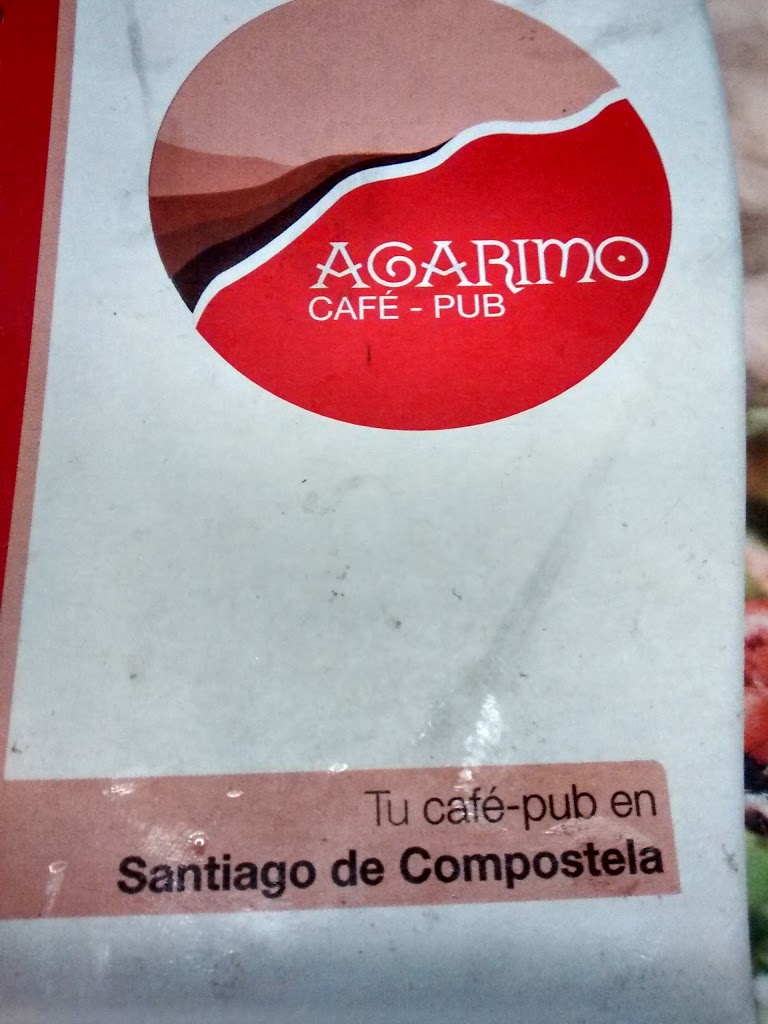 AGARIMO
CAFÉ - PUB
Tu café-pub en
Santiago de Compostela